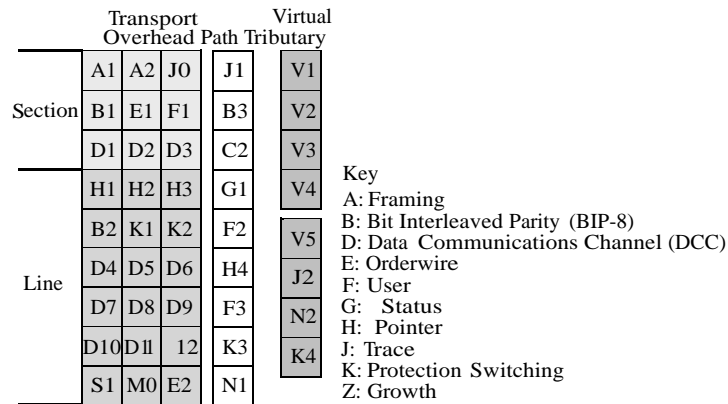 Transport Virtual
Overhead Path Tributary
A1 A2 J0 J1 V1
Section B1 E1 F1 B3 V2
D1 D2 D3 C2 V3
H1 H2 H3 G1 V4
B2 K1 K2 F2 V5
Line D4 D5 D6 H4 J2
D7 D8 D9 F3 N2
D10 D11 12 K3 K4
S1 M0 E2 N1
Key
A: Framing
B: Bit Interleaved Parity (BIP-8)
D: Data Communications Channel (DCC)
E: Orderwire
F: User
G: Status
H: Pointer
J: Trace
K: Protection Switching
Z: Growth